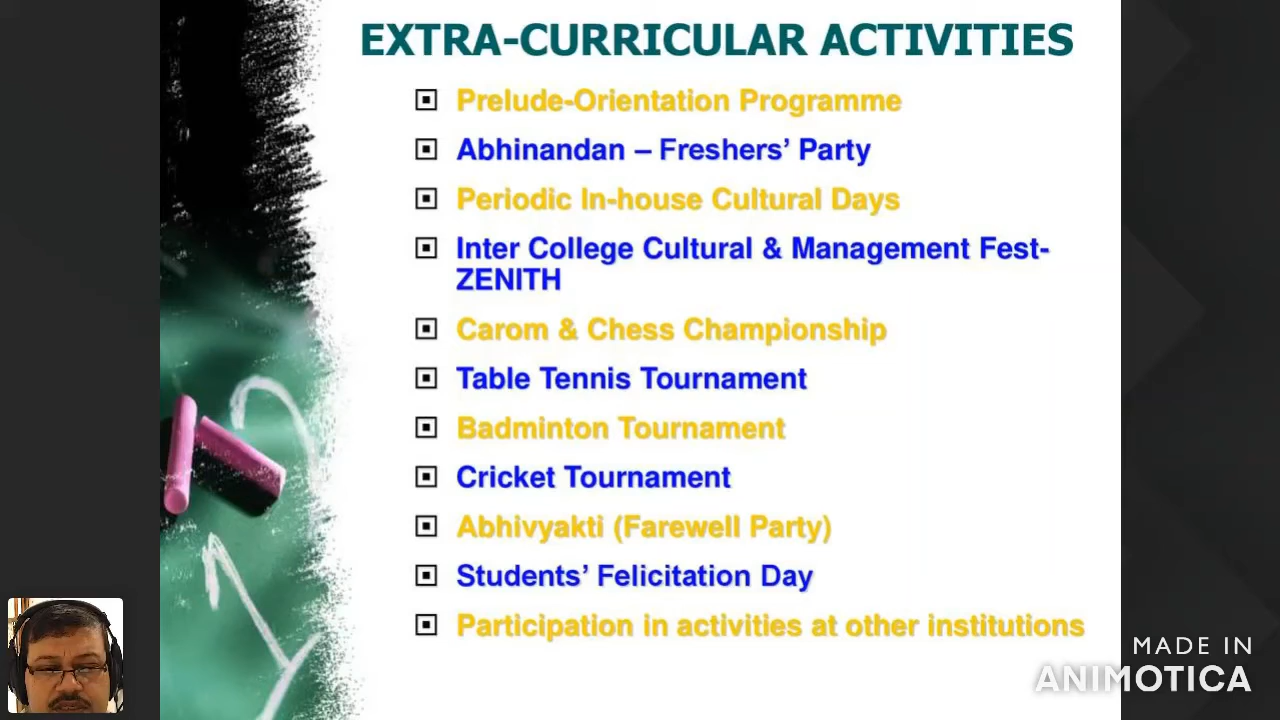 EXTRA-CURRICULAR ACTIVITIES
Prelude-Orientation Programme
Abhinandan – Freshers’ Party
Periodic In-house Cultural Days
Inter College Cultural & Management Fest-
ZENITH
Carom & Chess Championship
Table Tennis Tournament
Badminton Tournament
Cricket Tournament
Abhivyakti (Farewell Party)
Students’ Felicitation Day
Participation in activities at other institutions
MADE IN
ANIMOTICA